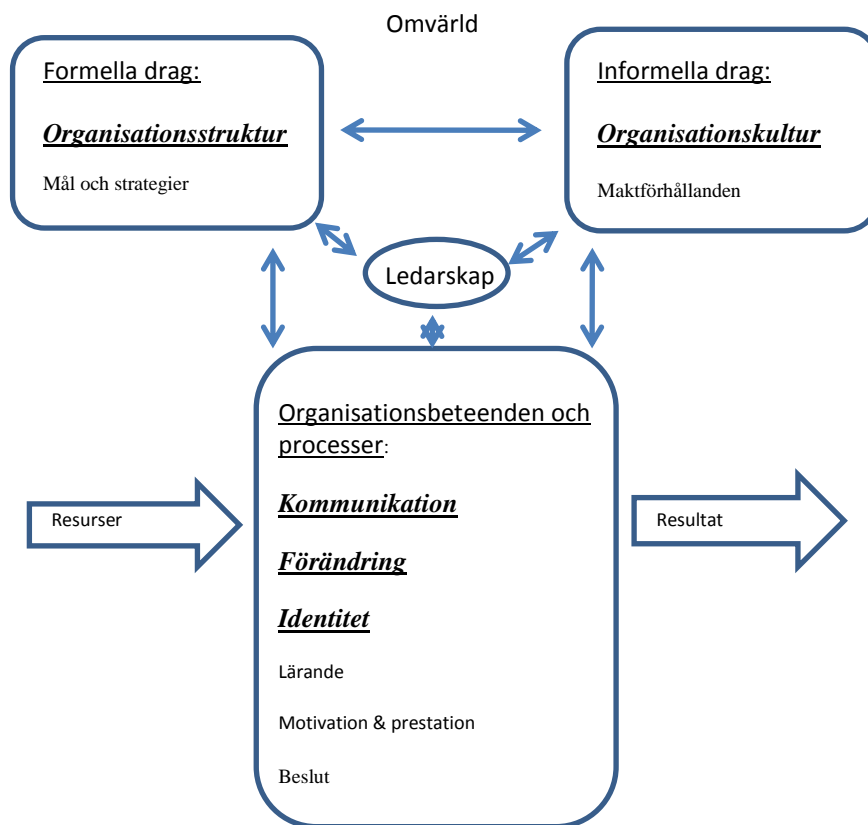 Omvärld
Formella drag:
Organisationsstruktur
Mål och strategier
Informella drag:
Organisationskultur
Maktförhållanden
Ledarskap
Organisationsbeteenden och
processer:
Kommunikation
Förändring
Identitet
Lärande
Motivation & prestation
Beslut
Resurser
Resultat